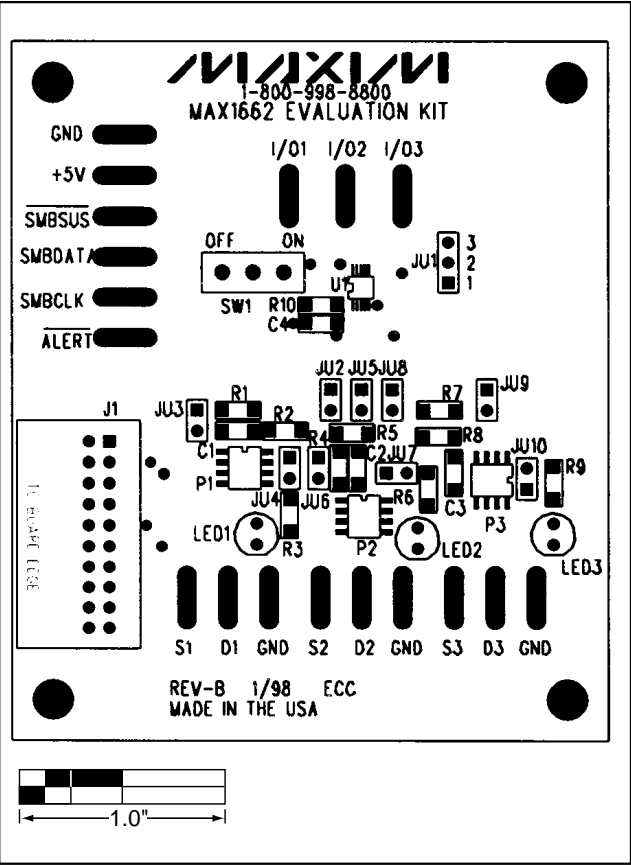 MAXIM
1-800-998-8800
MAX1662 EVALUATION KIT
GND
+5V
SMBSUS
SMBDATA
SMBCLK
ALERT
I/O1 I/O2 I/O3
OFF ON
SW1
R10
C4
U1
JU1
3
2
1
J1
JU3
R1
R2
JU2 JU5 JU8
R7
JU9
R4
R5
R8
C1
P1
JU4
JU6
C2
JU7
R6
C3
JU10
R9
P3
LED1
R3
P2
LED2
LED3
TO BOARD EDGE
S1 D1 GND S2 D2 GND S3 D3 GND
REV-B 1/98 ECC
MADE IN THE USA
1.0"